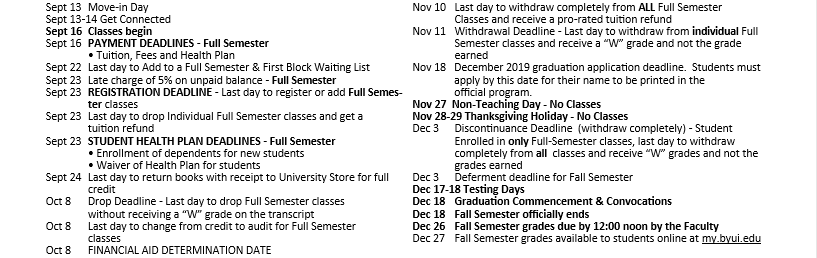 Sept 13 Move-in Day
Sept 13-14 Get Connected
Sept 16 Classes begin
Sept 16 PAYMENT DEADLINES - Full Semester
• Tuition, Fees and Health Plan
Sept 22 Last day to Add to a Full Semester & First Block Waiting List
Sept 23 Late charge of 5% on unpaid balance - Full Semester
Sept 23 REGISTRATION DEADLINE - Last day to register or add Full Semes-
ter classes
Sept 23 Last day to drop Individual Full Semester classes and get a
tuition refund
Sept 23 STUDENT HEALTH PLAN DEADLINES - Full Semester
• Enrollment of dependents for new students
• Waiver of Health Plan for students
Sept 24 Last day to return books with receipt to University Store for full
credit
Oct 8 Drop Deadline - Last day to drop Full Semester classes
without receiving a “W” grade on the transcript
Oct 8 Last day to change from credit to audit for Full Semester
classes
Oct 8 FINANCIAL AID DETERMINATION DATE
Nov 10 Last day to withdraw completely from ALL Full Semester
Classes and receive a pro-rated tuition refund
Nov 11 Withdrawal Deadline - Last day to withdraw from individual Full
Semester classes and receive a “W” grade and not the grade
earned
Nov 18 December 2019 graduation application deadline. Students must
apply by this date for their name to be printed in the
official program.
Nov 27 Non-Teaching Day - No Classes
Nov 28-29 Thanksgiving Holiday - No Classes
Dec 3 Discontinuance Deadline (withdraw completely) - Student
Enrolled in only Full-Semester classes, last day to withdraw
completely from all classes and receive “W” grades and not the
grades earned
Dec 3 Deferment deadline for Fall Semester
Dec 17-18 Testing Days
Dec 18 Graduation Commencement & Convocations
Dec 18 Fall Semester officially ends
Dec 26 Fall Semester grades due by 12:00 noon by the Faculty
Dec 27 Fall Semester grades available to students online at my.byui.edu